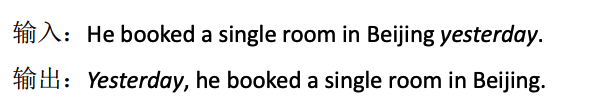 输入：He booked a single room in Beijing yesterday.
输出：Yesterday, he booked a single room in Beijing.